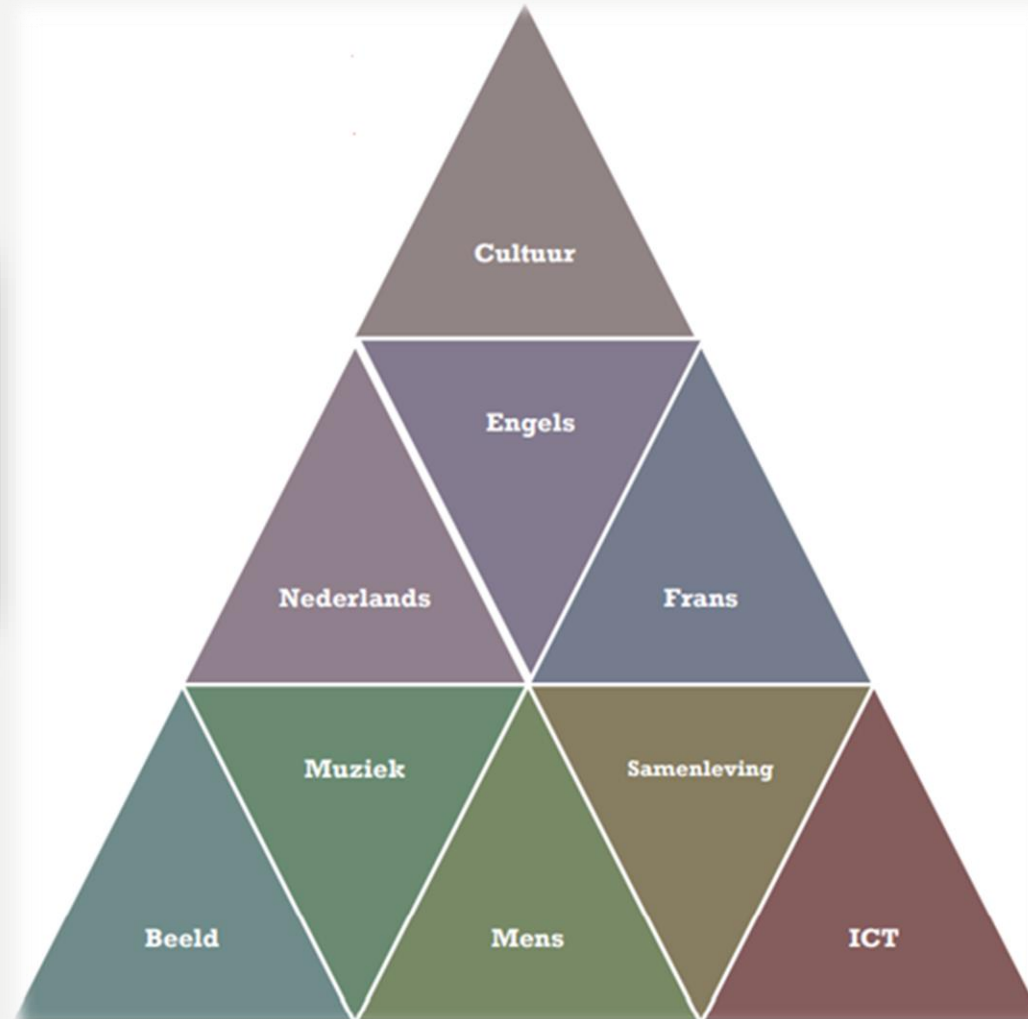 Cultuur
Engels
Nederlands
Frans
Muziek
Samenleving
Beeld
Mens
ICT